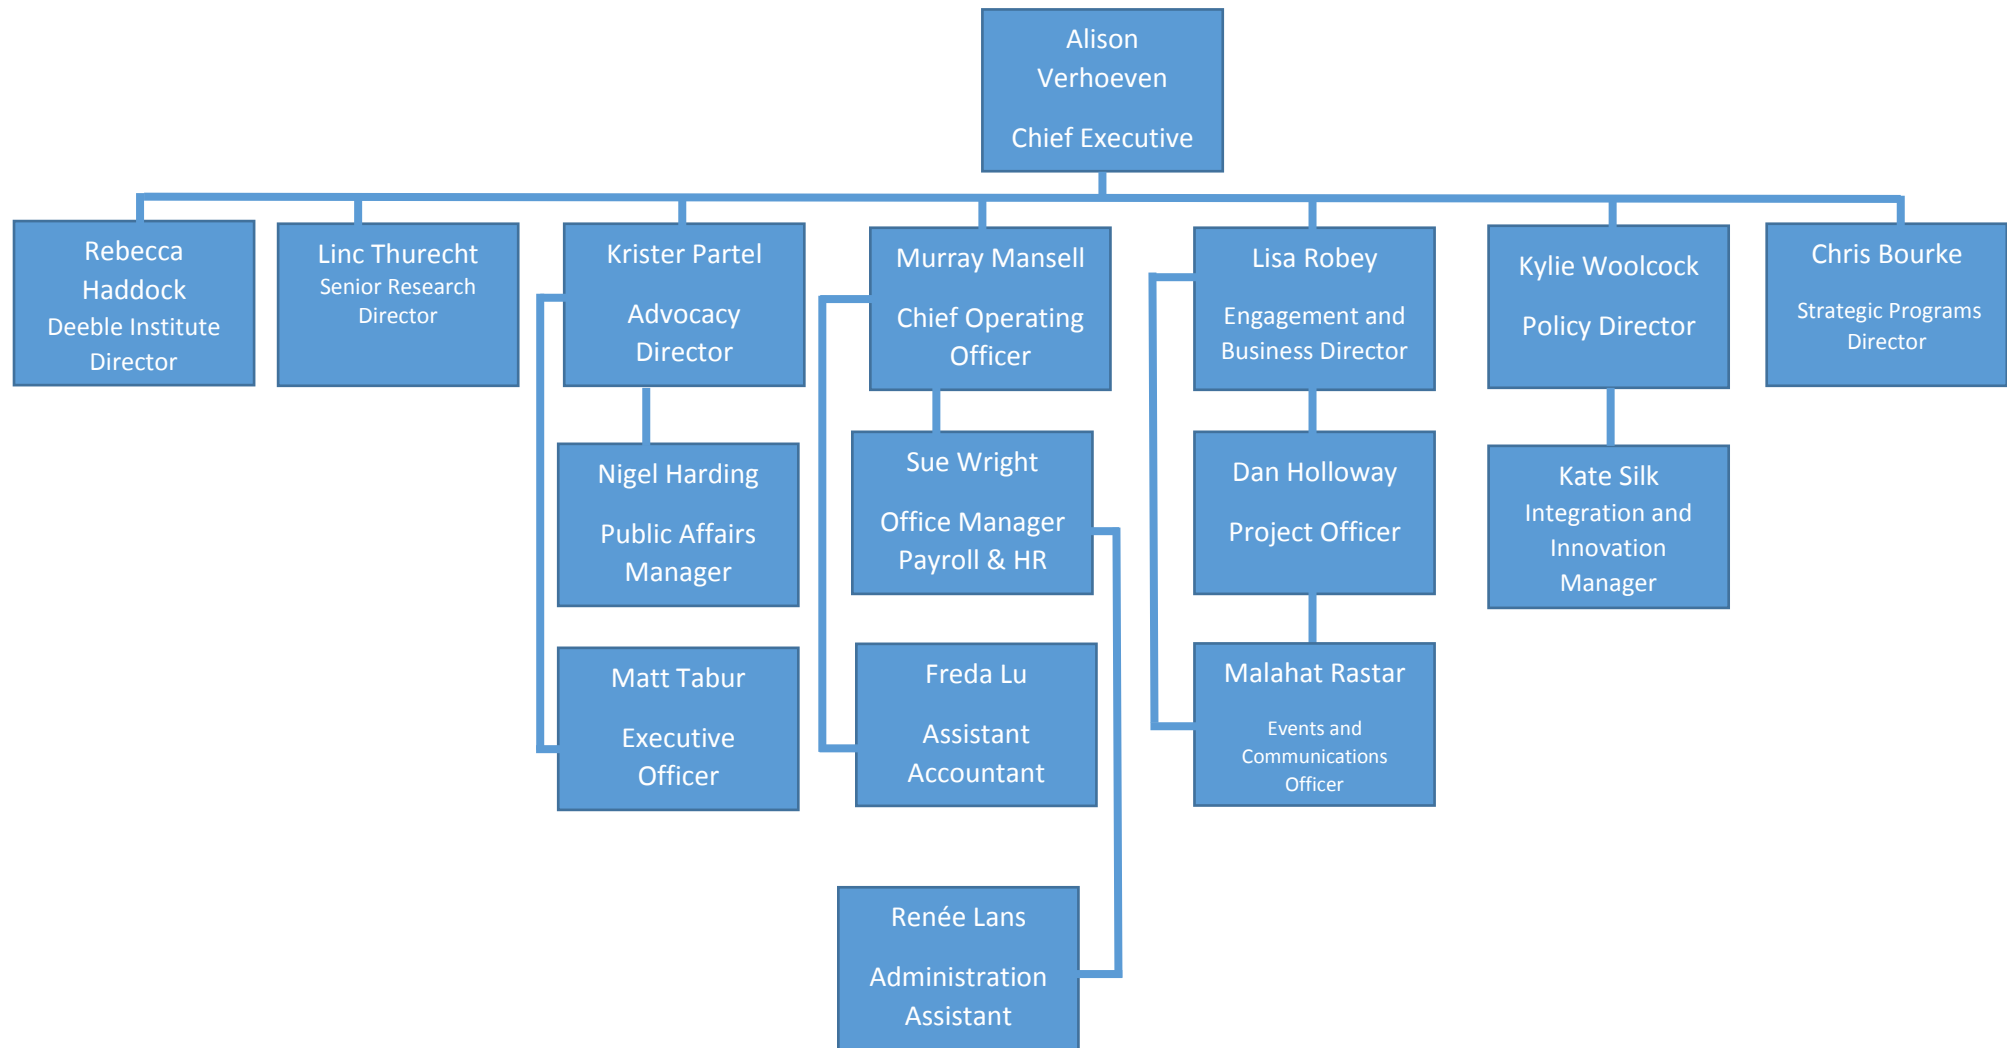 Alison
Verhoeven
Chief Executive
Rebecca
Haddock
Deeble Institute
Director
Linc Thurecht
Senior Research
Director
Krister Partel
Advocacy
Director
Murray Mansell
Chief Operating
Officer
Lisa Robey
Engagement and
Business Director
Kylie Woolcock
Policy Director
Chris Bourke
Strategic Programs
Director
Nigel Harding
Public Affairs
Manager
Sue Wright
Office Manager
Payroll & HR
Dan Holloway
Project Officer
Kate Silk
Integration and
Innovation
Manager
Matt Tabur
Executive
Officer
Freda Lu
Assistant
Accountant
Malahat Rastar
Events and
Communications
Officer
Renée Lans
Administration
Assistant